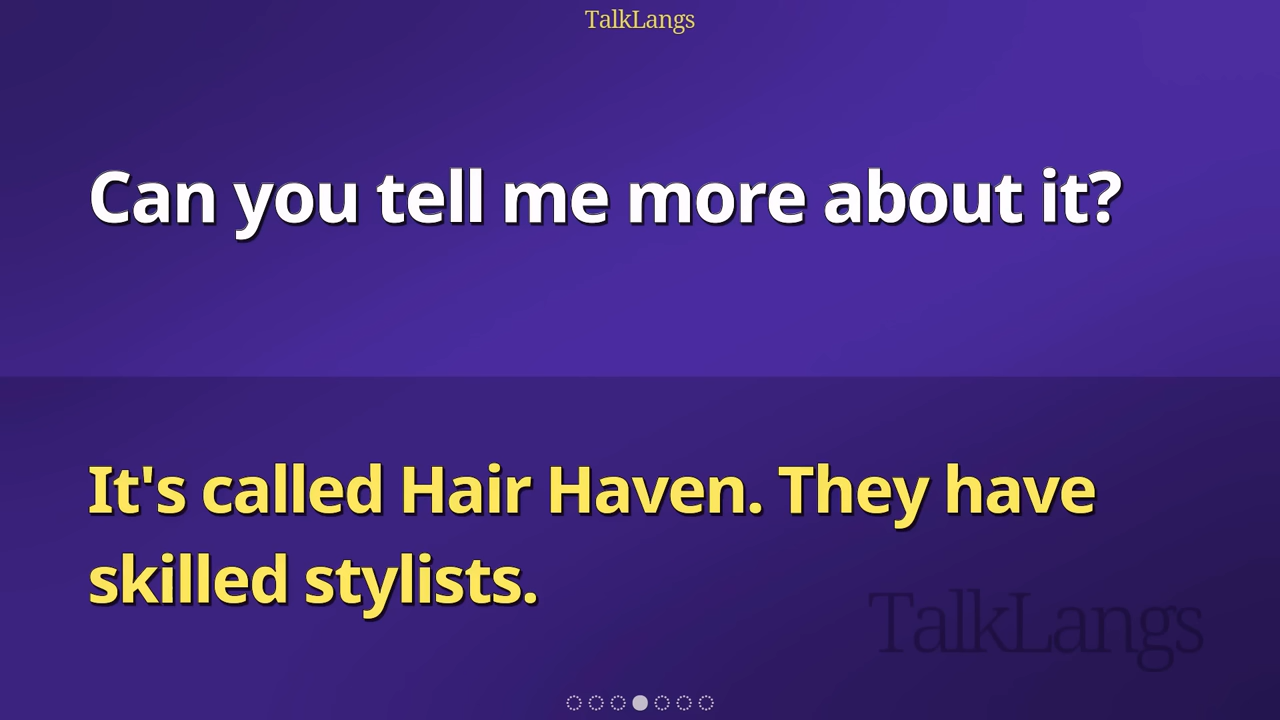 TalkLangs
Can you tell me more about it?
It's called Hair Haven. They have
skilled stylists.
TalkLangs